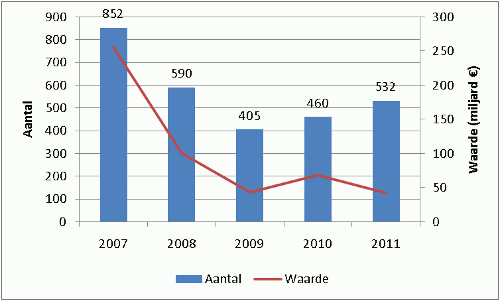 900 852 300
800 250
700
600 590 200
532
500 460
405 150
400
300 100
200
50
100
0 0
2007 2008 2009 2010 2011
Aantal
Waarde (miljard €)
Aantal Waarde